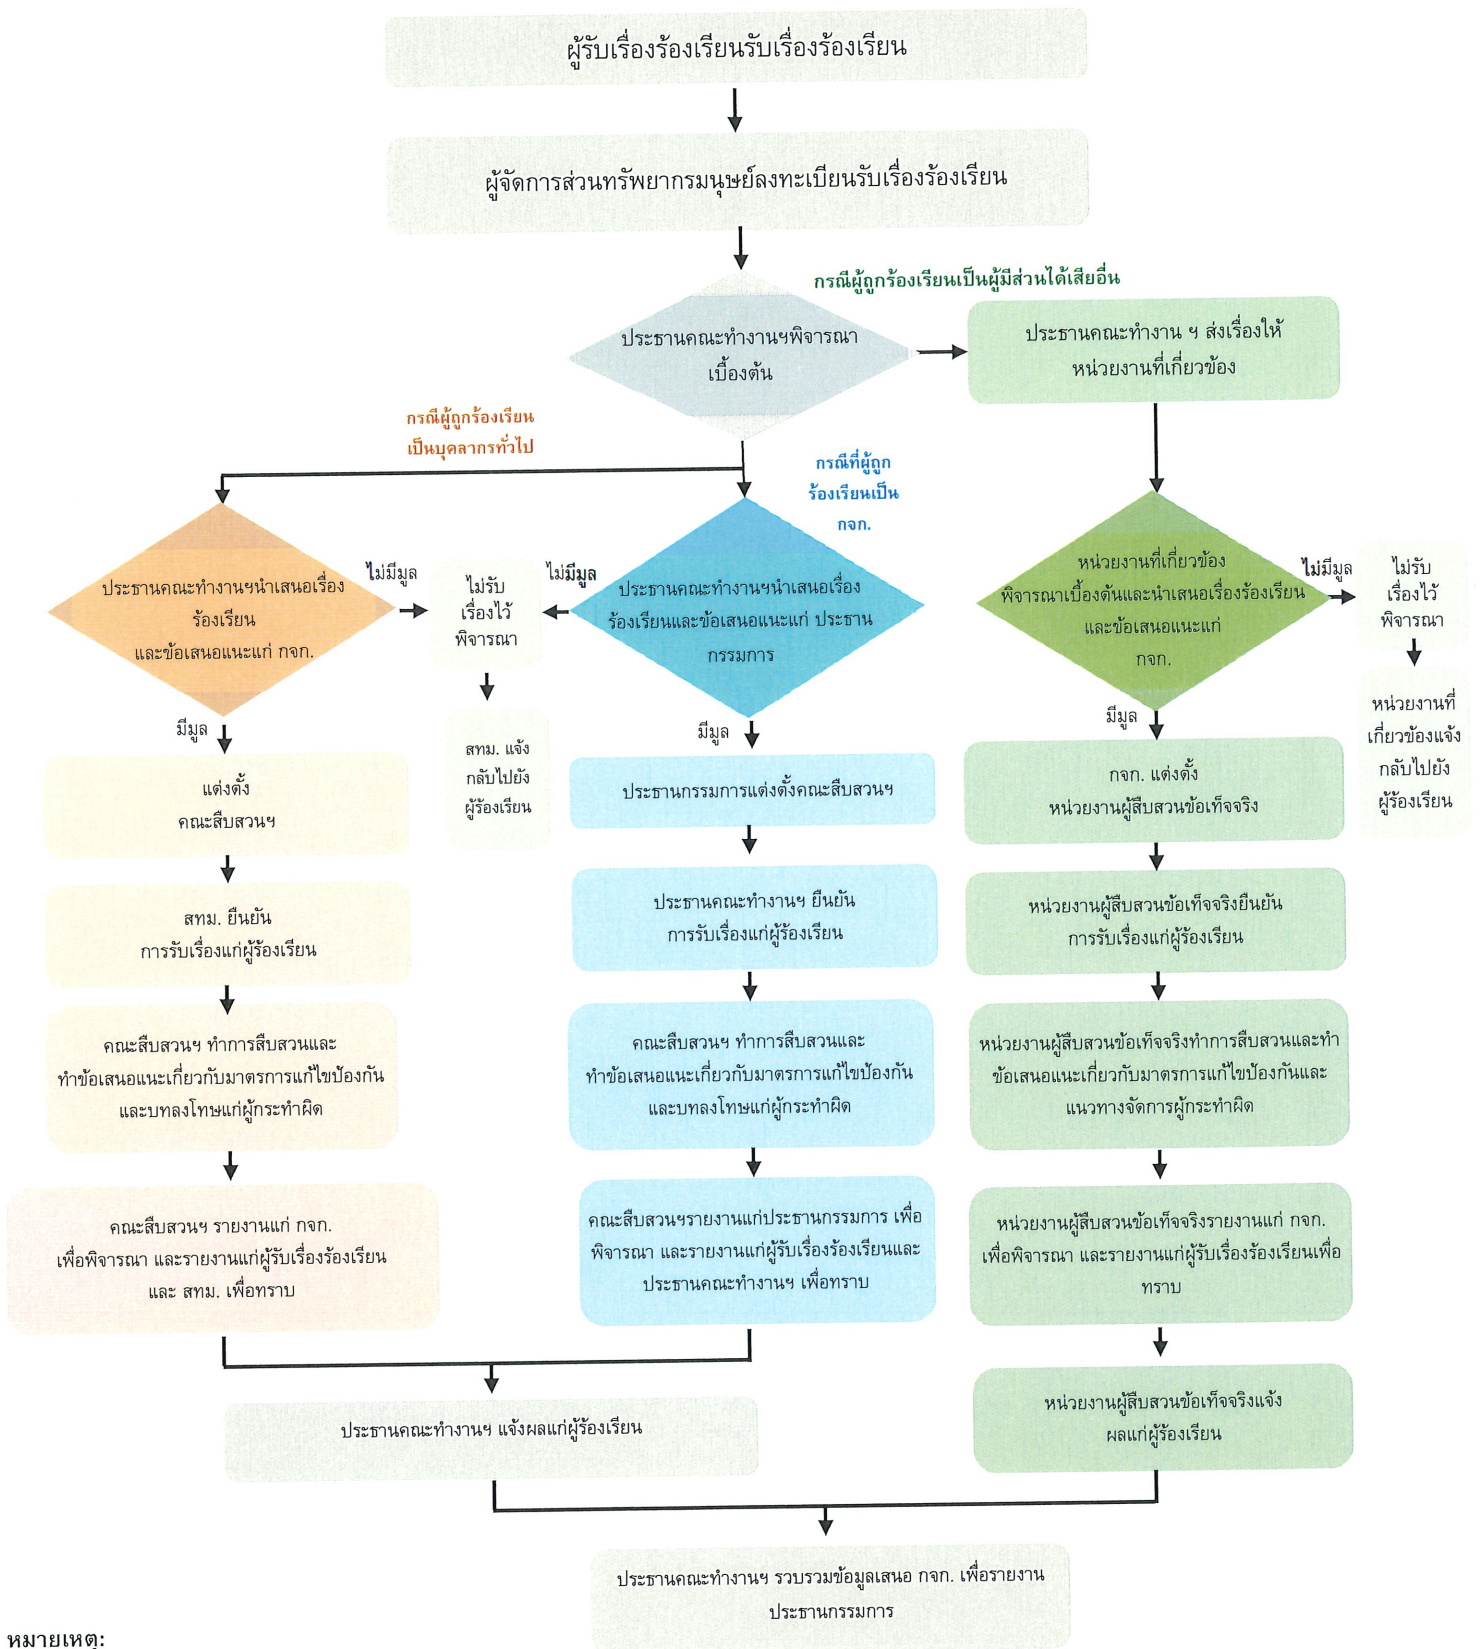 ผู้รับเรื่องร้องเรียนรับเรื่องร้องเรียน
ผู้จัดการส่วนทรัพยากรมนุษย์ลงทะเบียนรับเรื่องร้องเรียน
กรณีผู้ถูกร้องเรียนเป็นผู้มีส่วนได้เสียอื่น
ประธานคณะทำงานฯพิจารณา
เบื้องต้น
ประธานคณะทำงาน ฯ ส่งเรื่องให้
หน่วยงานที่เกี่ยวข้อง
กรณีผู้ถูกร้องเรียน
เป็นบุคลากรทั่วไป
กรณีที่ผู้ถูก
ร้องเรียนเป็น
กจก.
ประธานคณะทำงานฯนำเสนอเรื่อง
ร้องเรียน
และข้อเสนอแนะแก่ กจก.
ไม่มีมูล
ไม่รับ
เรื่องไว้
พิจารณา
ไม่มีมูล
ประธานคณะทำงานฯนำเสนอเรื่อง
ร้องเรียนและข้อเสนอแนะแก่ ประธาน
กรรมการ
หน่วยงานที่เกี่ยวข้อง
พิจารณาเบื้องต้นและนำเสนอเรื่องร้องเรียน
และข้อเสนอแนะแก่
กจก.
ไม่มีมูล
ไม่รับ
เรื่องไว้
พิจารณา
มีมูล
สทม. แจ้ง
กลับไปยัง
ผู้ร้องเรียน
มีมูล
มีมูล
หน่วยงานที่
เกี่ยวข้องแจ้ง
กลับไปยัง
ผู้ร้องเรียน
แต่งตั้ง
คณะสืบสวนฯ
ประธานกรรมการแต่งตั้งคณะสืบสวนฯ
กจก. แต่งตั้ง
หน่วยงานผู้สืบสวนข้อเท็จจริง
สทม. ยืนยัน
การรับเรื่องแก่ผู้ร้องเรียน
ประธานคณะทำงานฯ ยืนยัน
การรับเรื่องแก่ผู้ร้องเรียน
หน่วยงานผู้สืบสวนข้อเท็จจริงยืนยัน
การรับเรื่องแก่ผู้ร้องเรียน
คณะสืบสวนฯ ทำการสืบสวนและ
ทำข้อเสนอแนะเกี่ยวกับมาตรการแก้ไขป้องกัน
และบทลงโทษแก่ผู้กระทำผิด
คณะสืบสวนฯ ทำการสืบสวนและ
ทำข้อเสนอแนะเกี่ยวกับมาตรการแก้ไขป้องกัน
และบทลงโทษแก่ผู้กระทำผิด
หน่วยงานผู้สืบสวนข้อเท็จจริงทำการสืบสวนและทำ
ข้อเสนอแนะเกี่ยวกับมาตรการแก้ไขป้องกันและ
แนวทางจัดการผู้กระทำผิด
คณะสืบสวนฯ รายงานแก่ กจก.
เพื่อพิจารณา และรายงานแก่ผู้รับเรื่องร้องเรียน
และ สทม. เพื่อทราบ
คณะสืบสวนฯรายงานแก่ประธานกรรมการ เพื่อ
พิจารณา และรายงานแก่ผู้รับเรื่องร้องเรียนและ
ประธานคณะทำงานฯ เพื่อทราบ
หน่วยงานผู้สืบสวนข้อเท็จจริงรายงานแก่ กจก.
เพื่อพิจารณา และรายงานแก่ผู้รับเรื่องร้องเรียนเพื่อ
ทราบ
ประธานคณะทำงานฯ แจ้งผลแก่ผู้ร้องเรียน
หน่วยงานผู้สืบสวนข้อเท็จจริงแจ้ง
ผลแก่ผู้ร้องเรียน
ประธานคณะทำงานฯ รวบรวมข้อมูลเสนอ กจก. เพื่อรายงาน
ประธานกรรมการ
หมายเหตุ: